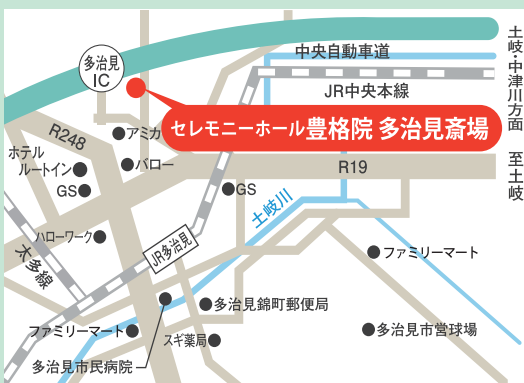 中央自動車道
土岐・中津川方面 至土岐
多治見
IC
JR中央本線
セレモニーホール豊格院 多治見斎場
R248
アミカ
ホテル
ルートイン
バロー
R19
GS
GS
土岐川
ハローワーク
JR多治見
太多線
ファミリーマート
多治見錦町郵便局
ファミリーマート
スギ薬局
多治見市営球場
多治見市民病院